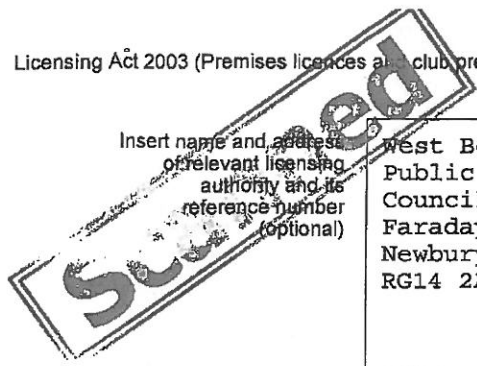 Licensing Act 2003 (Premises licences and club pre
Insert name and address
of relevant licensing
authority and its
reference number
(optional)
West B
Public
Council
Faraday
Newbury
RG14 2
Scanned